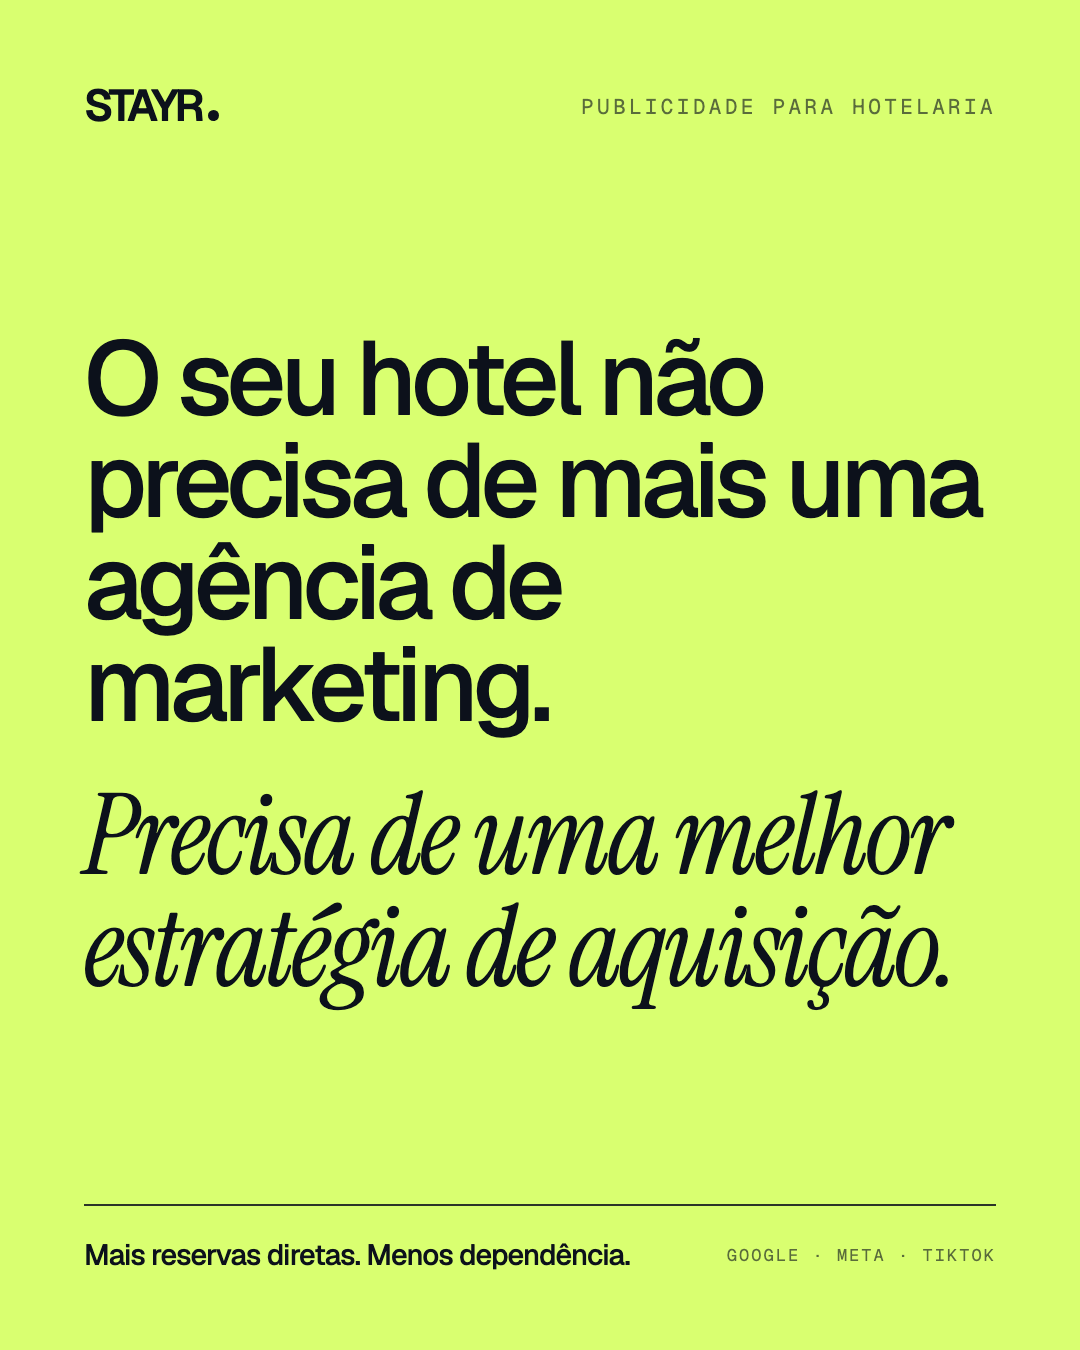 STAYR.
PUBLICIDADE PARA HOTELARIA
O seu hotel não
precisa de mais uma
agência de
marketing.
Precisa de uma melhor
estratégia de aquisição.
Mais reservas diretas. Menos dependência.
GOOGLE · META · TIKTOK